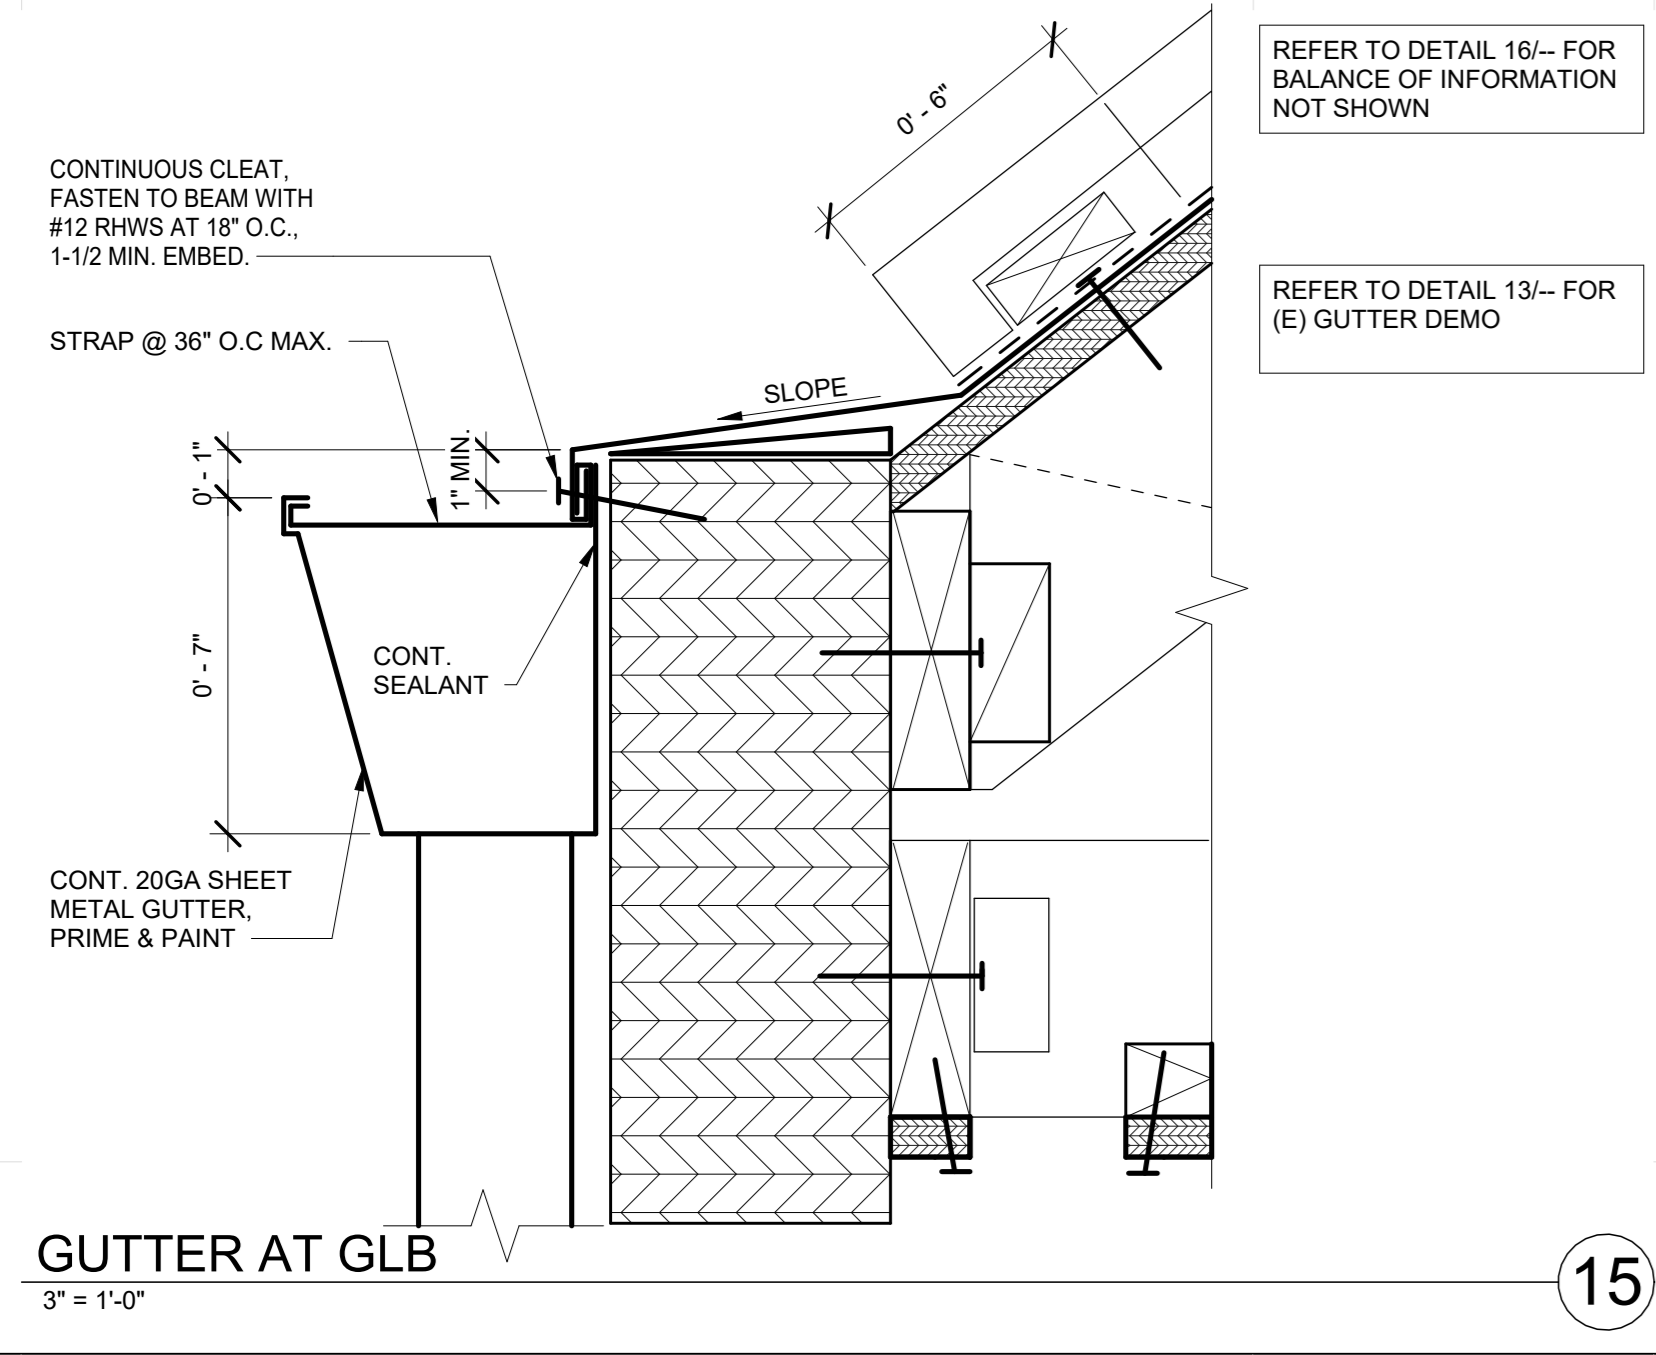 REFER TO DETAIL 16/-- FOR
BALANCE OF INFORMATION
NOT SHOWN
0' - 6"
CONTINUOUS CLEAT,
FASTEN TO BEAM WITH
#12 RHWS AT 18" O.C.,
1-1/2 MIN. EMBED.
REFER TO DETAIL 13/-- FOR
(E) GUTTER DEMO
STRAP @ 36" O.C MAX.
SLOPE
0' - 1"
1" MIN.
0' - 7"
CONT.
SEALANT
CONT. 20GA SHEET
METAL GUTTER,
PRIME & PAINT
GUTTER AT GLB
3" = 1'-0"
15